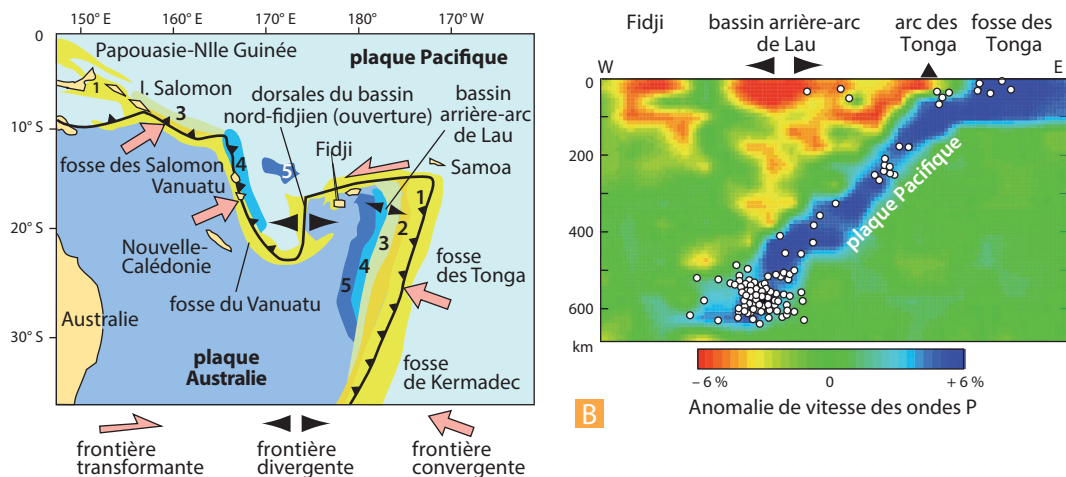 150°E 160°E 170°E 180° 170°W
0
10°S
20°S
30°S
Papouasie-Nlle Guinée
plaque Pacifique
1
I. Salomon
3
dorsales du bassin
nord-fidjien (ouverture)
bassin
arrière-arc
de Lau
fosse des Salomon
Vanuatu
4
5
Fidji
Samoa
1
2
3
4
5
Nouvelle-
Calédonie
fosse du Vanuatu
fosse
des Tonga
Australie
plaque
Australie
fosse
de Kermadec
frontière
transformante
frontière
divergente
frontière
convergente
Fidji
bassin arrière-arc
de Lau
arc des
Tonga
fosse des
Tonga
W
E
0
200
400
600
km
plaque Pacifique
– 6 % 0 + 6 %
Anomalie de vitesse des ondes P
B